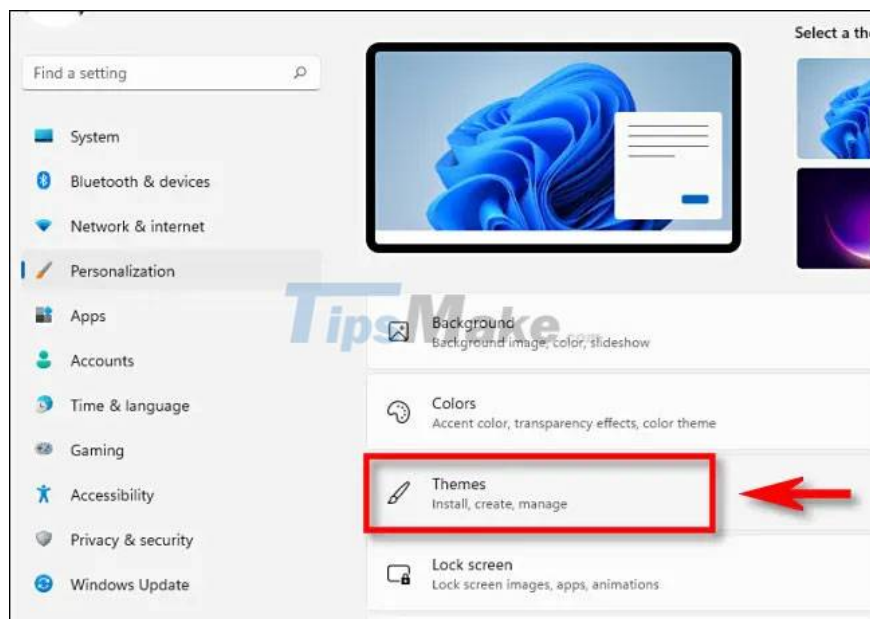 Select a the
Find a setting
System
Bluetooth & devices
Network & internet
Personalization
Apps
Accounts
Time & language
Gaming
Accessibility
Privacy & security
Windows Update
TipsMake.com
Background
Background image, color, slideshow
Colors
Accent color, transparency effects, color theme
Themes
Install, create, manage
Lock screen
Lock screen images, apps, animations